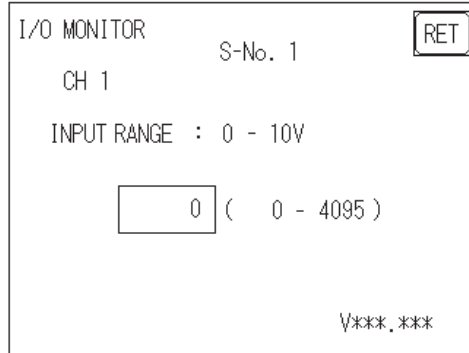 I/O MONITOR
S-No. 1
RET
CH 1
INPUT RANGE : 0 - 10V
0 ( 0 - 4095 )
V***.***